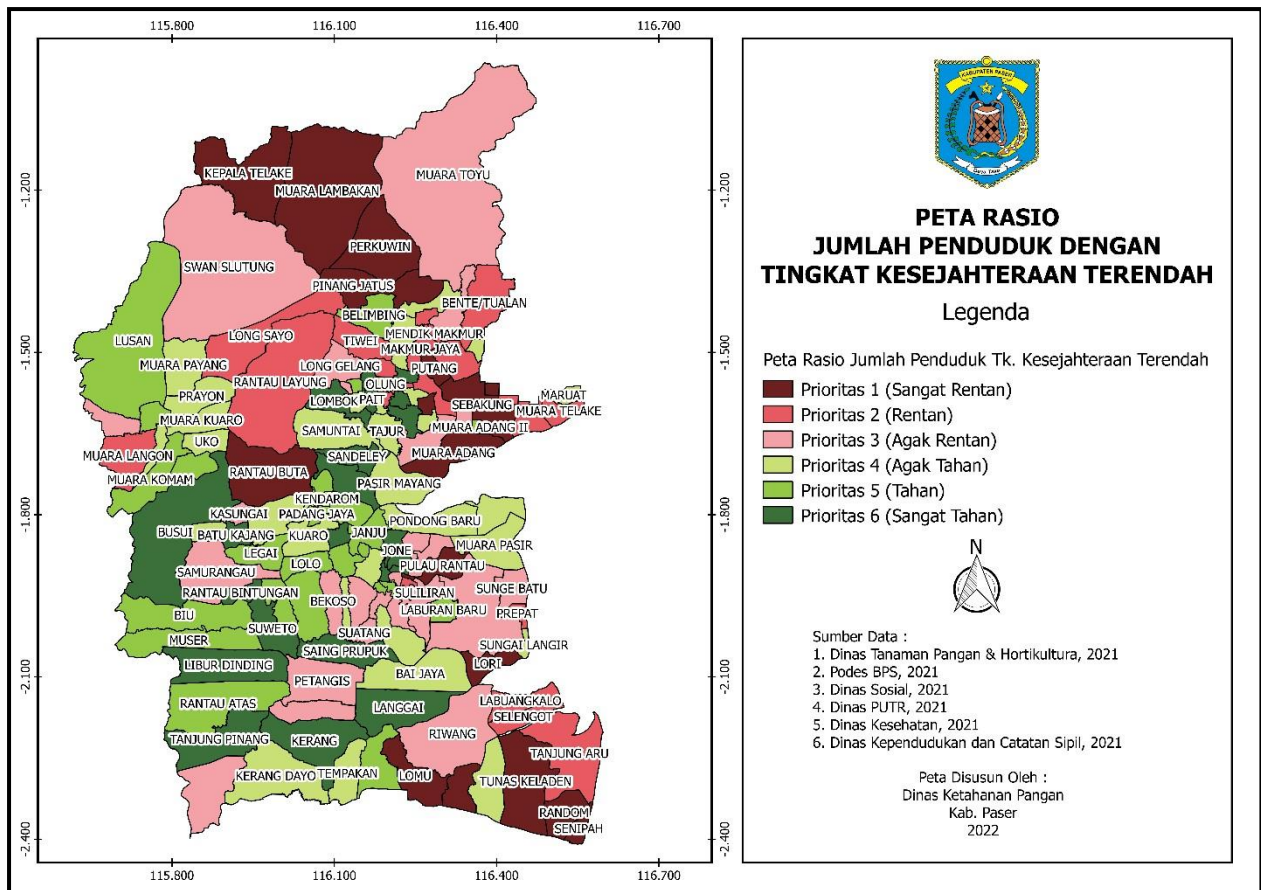 115.800 116.100 116.400 116.700
-1.200
-1.500
-1.800
-2.100
-2.400
KEPALA TELAKE
MUARA LAMBAKAN
MUARA TOYU
PERKUWIN
SWAN SLUTUNG
PINANG JATUS
BENTE/TUALAN
BELIMBING
LUSAN
LONG SAYO
TIWEI
MENDIK MAKMUR
MAKMUR JAYA
MUARA PAYANG
LONG GELANG
PUTANG
RANTAU LAYUNG
OLUNG
PRAYON
LOMBOK
PAIT
SEBAKUNG
MARUAT
MUARA TELAKE
MUARA KUARO
SAMUNTAI
TAJUR
MUARA ADANG II
UKO
MUARA LANGON
SANDELEY
MUARA ADANG
MUARA KOMAM
RANTAU BUTA
PASIR MAYANG
KENDAROM
KASUNGAI
PADANG JAYA
PONDONG BARU
BUSUI
BATU KAJANG
KUARO
JANJU
MUARA PASIR
LEGAI
JONE
SAMURANGAU
LOLO
PULAU RANTAU
RANTAU BINTUNGAN
BEKOSO
SULILIRAN
SUNGE BATU
BIU
LABURAN BARU
PREPAT
SUWETO
SUATANG
MUSER
SAING PRUPUK
SUNGAI LANGIR
LIBUR DINDING
LORI
PETANGIS
BAI JAYA
RANTAU ATAS
LANGGAI
LABUANGKALO
SELENGOT
TANJUNG PINANG
KERANG
RIWANG
TANJUNG ARU
KERANG DAYO
TEMPAKAN
LOMU
TUNAS KELADEN
RANDOM
SENIPAH
115.800 116.100 116.400 116.700
-1.200
-1.500
-1.800
-2.100
-2.400
KABUPATEN PASER
PETA RASIO
JUMLAH PENDUDUK DENGAN
TINGKAT KESEJAHTERAAN TERENDAH
Legenda
Peta Rasio Jumlah Penduduk Tk. Kesejahteraan Terendah
Prioritas 1 (Sangat Rentan)
Prioritas 2 (Rentan)
Prioritas 3 (Agak Rentan)
Prioritas 4 (Agak Tahan)
Prioritas 5 (Tahan)
Prioritas 6 (Sangat Tahan)
N
Sumber Data :
1. Dinas Tanaman Pangan & Hortikultura, 2021
2. Podes BPS, 2021
3. Dinas Sosial, 2021
4. Dinas PUTR, 2021
5. Dinas Kesehatan, 2021
6. Dinas Kependudukan dan Catatan Sipil, 2021
Peta Disusun Oleh :
Dinas Ketahanan Pangan
Kab. Paser
2022